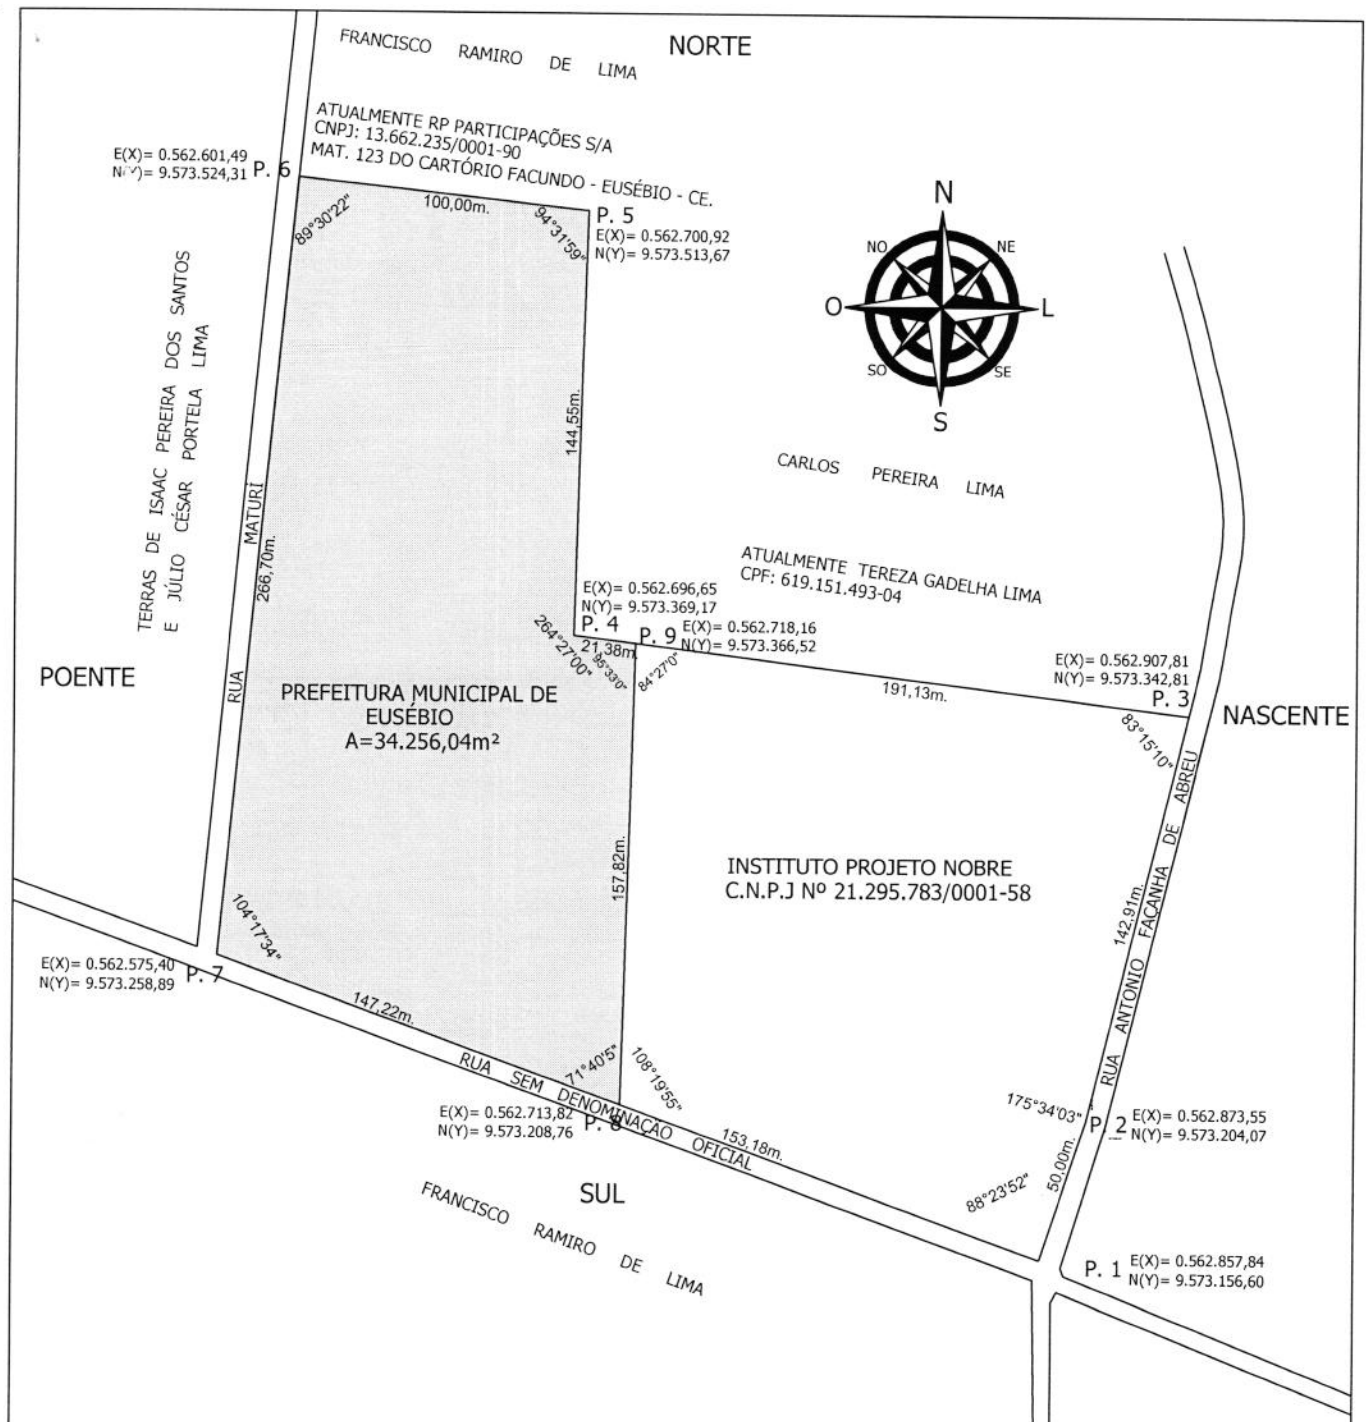 NORTE
FRANCISCO RAMIRO DE LIMA
ATUALMENTE RP PARTICIPAÇÕES S/A
CNPJ: 13.662.235/0001-90
MAT. 123 DO CARTÓRIO FACUNDO - EUSÉBIO - CE.
E(X)= 0.562.601,49
N(Y)= 9.573.524,31
P. 6
89°30'22"
100,00m.
94°31'59"
P. 5
E(X)= 0.562.700,92
N(Y)= 9.573.513,67
N
NO
NE
O
L
SO
SE
S
TERRAS DE ISAAC PEREIRA DOS SANTOS
E JÚLIO CÉSAR PORTELA LIMA
RUA MATURÍ
266,70m.
144,55m.
CARLOS PEREIRA LIMA
ATUALMENTE TEREZA GADELHA LIMA
CPF: 619.151.493-04
E(X)= 0.562.696,65
N(Y)= 9.573.369,17
P. 4
264°27'00"
21,38m.
95°33'0"
P. 9
E(X)= 0.562.718,16
N(Y)= 9.573.366,52
84°27'0"
191,13m.
E(X)= 0.562.907,81
N(Y)= 9.573.342,81
P. 3
83°15'10"
POENTE
NASCENTE
PREFEITURA MUNICIPAL DE
EUSÉBIO
A=34.256,04m²
157,82m.
INSTITUTO PROJETO NOBRE
C.N.P.J Nº 21.295.783/0001-58
142,91m.
RUA ANTONIO FAÇANHA DE ABREU
104°17'34"
E(X)= 0.562.575,40
N(Y)= 9.573.258,89
P. 7
147,22m.
71°40'5"
108°19'55"
RUA SEM DENOMINAÇÃO OFICIAL
E(X)= 0.562.713,82
N(Y)= 9.573.208,76
P. 8
153,18m.
175°34'03"
P. 2
E(X)= 0.562.873,55
N(Y)= 9.573.204,07
50,00m.
88°23'52"
SUL
FRANCISCO RAMIRO DE LIMA
P. 1
E(X)= 0.562.857,84
N(Y)= 9.573.156,60